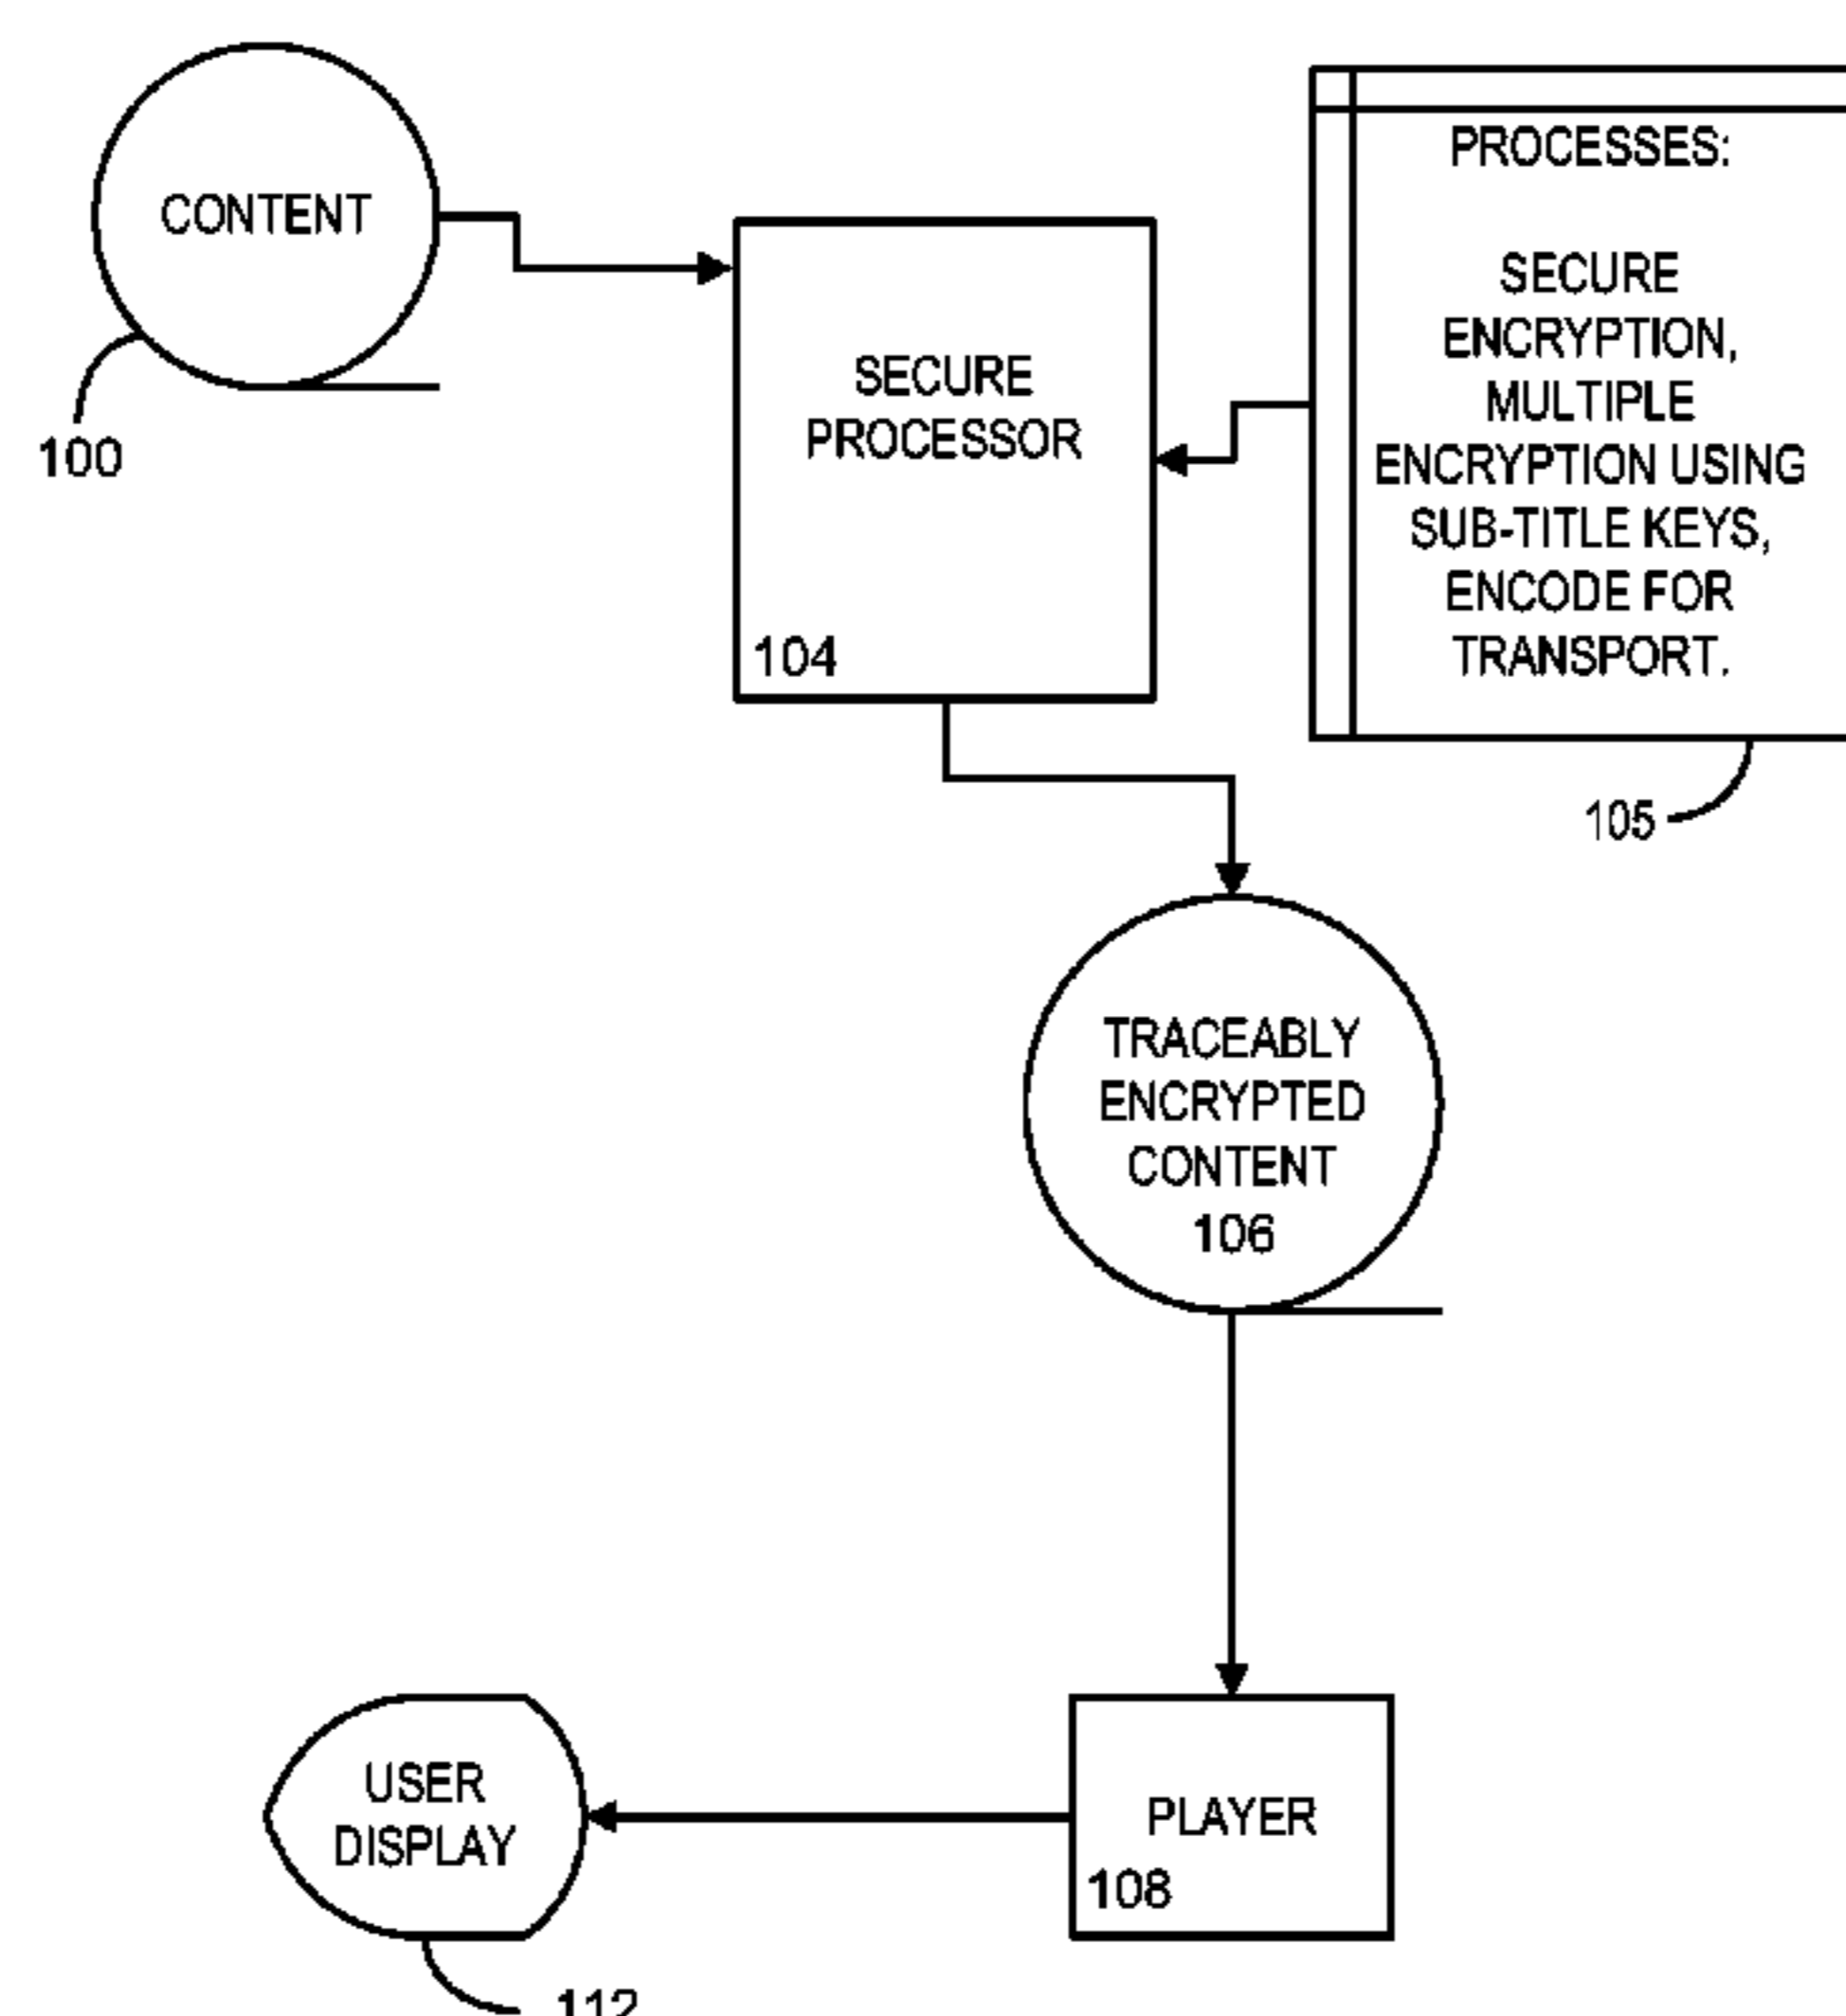 CONTENT
100
SECURE
PROCESSOR
104
PROCESSES:
SECURE
ENCRYPTION,
MULTIPLE
ENCRYPTION USING
SUB-TITLE KEYS,
ENCODE FOR
TRANSPORT.
105
TRACEABLY
ENCRYPTED
CONTENT
106
PLAYER
108
USER
DISPLAY
112